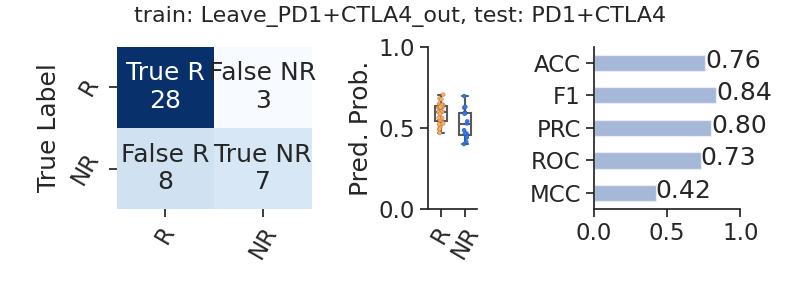 train: Leave_PD1+CTLA4_out, test: PD1+CTLA4
True Label
R
NR
True R
28
False NR
3
False R
8
True NR
7
R
NR
Pred. Prob.
1.0
0.5
0.0
R
NR
ACC
0.76
F1
0.84
PRC
0.80
ROC
0.73
MCC
0.42
0.0
0.5
1.0